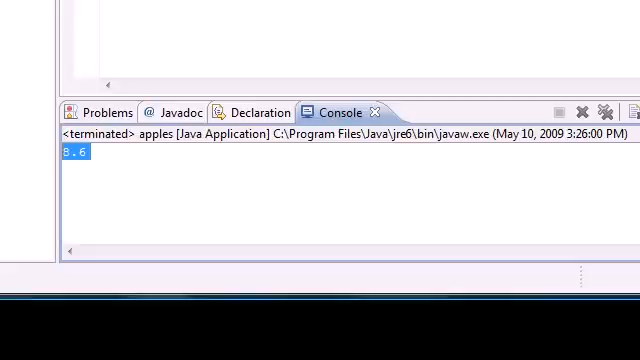 Problems @ Javadoc Declaration Console
<terminated> apples [Java Application] C:\Program Files\Java\jre6\bin\javaw.exe (May 10, 2009 3:26:00 PM)
8.6